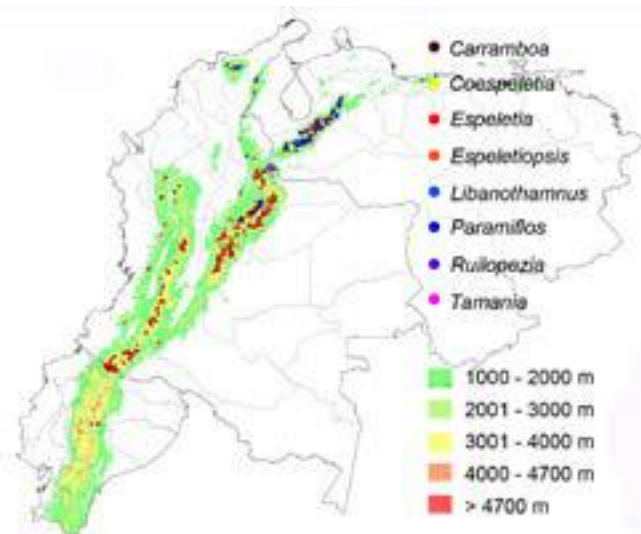 Carramboa
Coespeletia
Espeletia
Espeletiopsis
Libanothamnus
Paramiflos
Ruilopezia
Tamania
1000 - 2000 m
2001 - 3000 m
3001 - 4000 m
4000 - 4700 m
> 4700 m